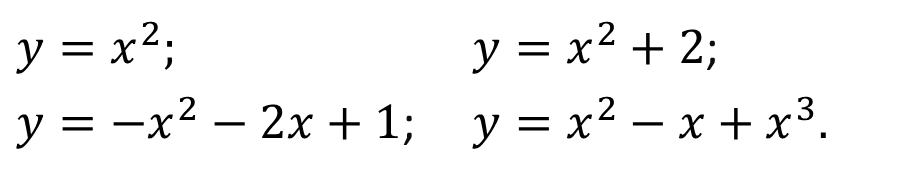 y = x²; y = x² + 2;
y = −x² − 2x + 1; y = x² − x + x³.